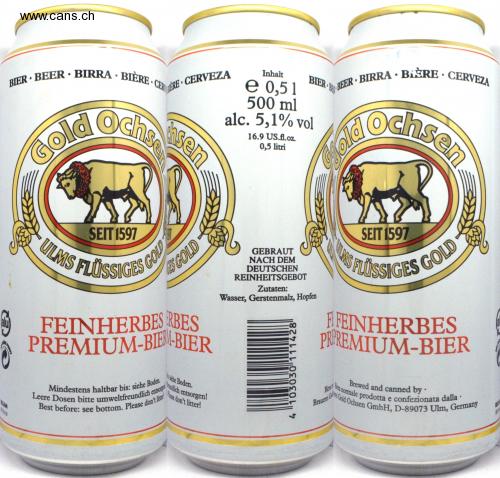 www.cans.ch
BIER · BEER · BIRRA · BIÈRE · CERVEZA
Gold Ochsen
SEIT 1597
ULMS FLÜSSIGES GOLD
FEINHERBES
PREMIUM-BIER
Mindestens haltbar bis: siehe Boden.
Leere Dosen bitte umweltfreundlich entsorgen!
Best before: see bottom. Please don't litter!
Inhalt
e 0,5 l
500 ml
alc. 5,1% vol
16.9 US.fl.oz.
0,5 litri
GEBRAUT
NACH DEM
DEUTSCHEN
REINHEITSGEBOT
Zutaten:
Wasser, Gerstenmalz, Hopfen
4 103030 111428
BIER · BEER · BIRRA · BIÈRE · CERVEZA
Gold Ochsen
SEIT 1597
ULMS FLÜSSIGES GOLD
FEINHERBES
PREMIUM-BIER
Brewed and canned by ·
normale prodotta e confezionata dalla ·
Gold Ochsen GmbH, D-89073 Ulm, Germany